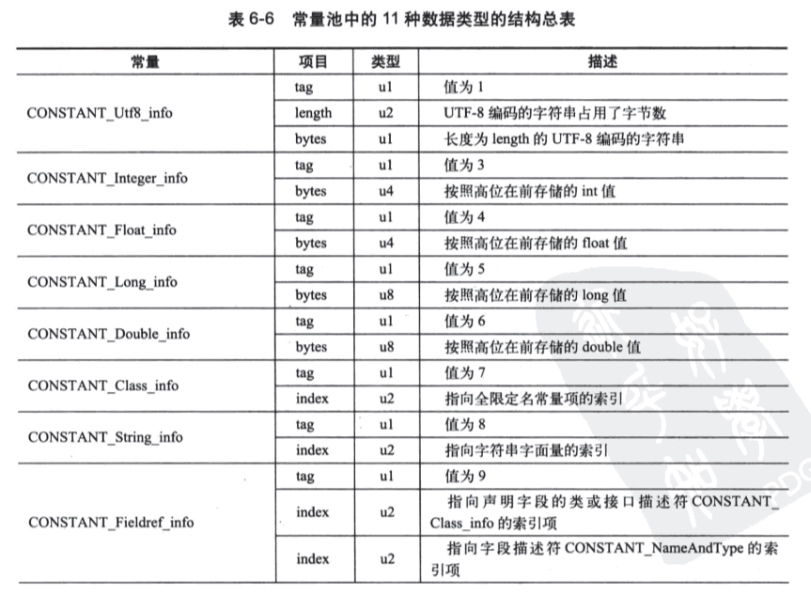 表 6-6 常量池中的 11 种数据类型的结构总表
常量 项目 类型 描述
CONSTANT_Utf8_info tag u1 值为 1
length u2 UTF-8 编码的字符串占用了字节数
bytes u1 长度为 length 的 UTF-8 编码的字符串
CONSTANT_Integer_info tag u1 值为 3
bytes u4 按照高位在前存储的 int 值
CONSTANT_Float_info tag u1 值为 4
bytes u4 按照高位在前存储的 float 值
CONSTANT_Long_info tag u1 值为 5
bytes u8 按照高位在前存储的 long 值
CONSTANT_Double_info tag u1 值为 6
bytes u8 按照高位在前存储的 double 值
CONSTANT_Class_info tag u1 值为 7
index u2 指向全限定名常量项的索引
CONSTANT_String_info tag u1 值为 8
index u2 指向字符串字面量的索引
CONSTANT_Fieldref_info tag u1 值为 9
index u2 指向声明字段的类或接口描述符 CONSTANT_
Class_info 的索引项
index u2 指向字段描述符 CONSTANT_NameAndType 的索
引项
PDG